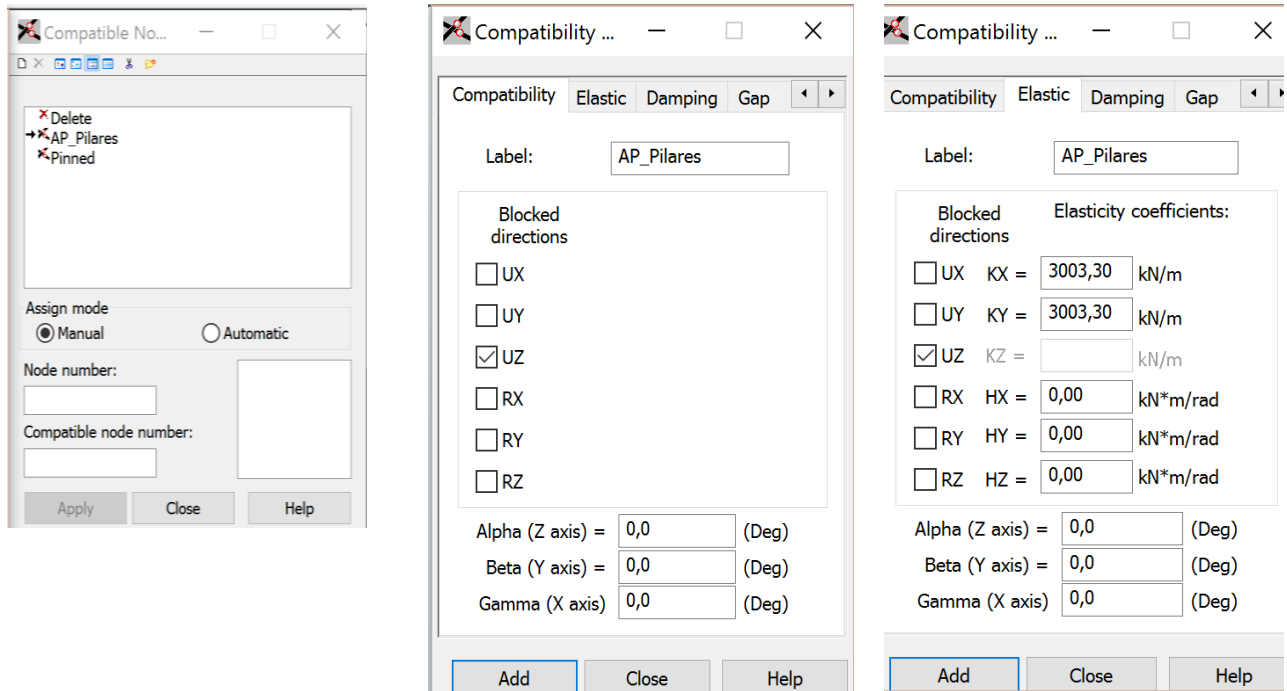 Compatible No...
Delete
AP_Pilares
Pinned
Assign mode
Manual Automatic
Node number:
Compatible node number:
Apply Close Help
Compatibility ...
Compatibility Elastic Damping Gap
Label: AP_Pilares
Blocked
directions
UX
UY
UZ
RX
RY
RZ
Alpha (Z axis) = 0,0 (Deg)
Beta (Y axis) = 0,0 (Deg)
Gamma (X axis) 0,0 (Deg)
Add Close Help
Compatibility ...
Compatibility Elastic Damping Gap
Label: AP_Pilares
Blocked Elasticity coefficients:
directions
UX KX = 3003,30 kN/m
UY KY = 3003,30 kN/m
UZ KZ = kN/m
RX HX = 0,00 kN*m/rad
RY HY = 0,00 kN*m/rad
RZ HZ = 0,00 kN*m/rad
Alpha (Z axis) = 0,0 (Deg)
Beta (Y axis) = 0,0 (Deg)
Gamma (X axis) 0,0 (Deg)
Add Close Help